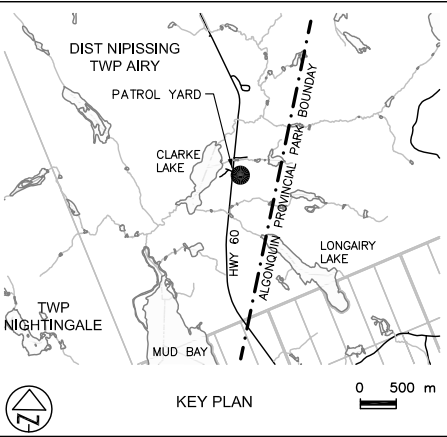 DIST NIPISSING
TWP AIRY
PATROL YARD
ALGONQUIN PROVINCIAL PARK BOUNDAY
CLARKE
LAKE
HWY 60
LONGAIRY
LAKE
TWP
NIGHTINGALE
MUD BAY
KEY PLAN
0 500 m
N